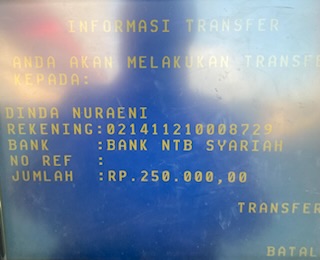 INFORMASI TRANSFER
ANDA AKAN MELAKUKAN TRANSFE
KEPADA:
DINDA NURAENI
REKENING:021411210008729
BANK :BANK NTB SYARIAH
NO REF :
JUMLAH :RP.250.000,00
TRANSFER
BATAL